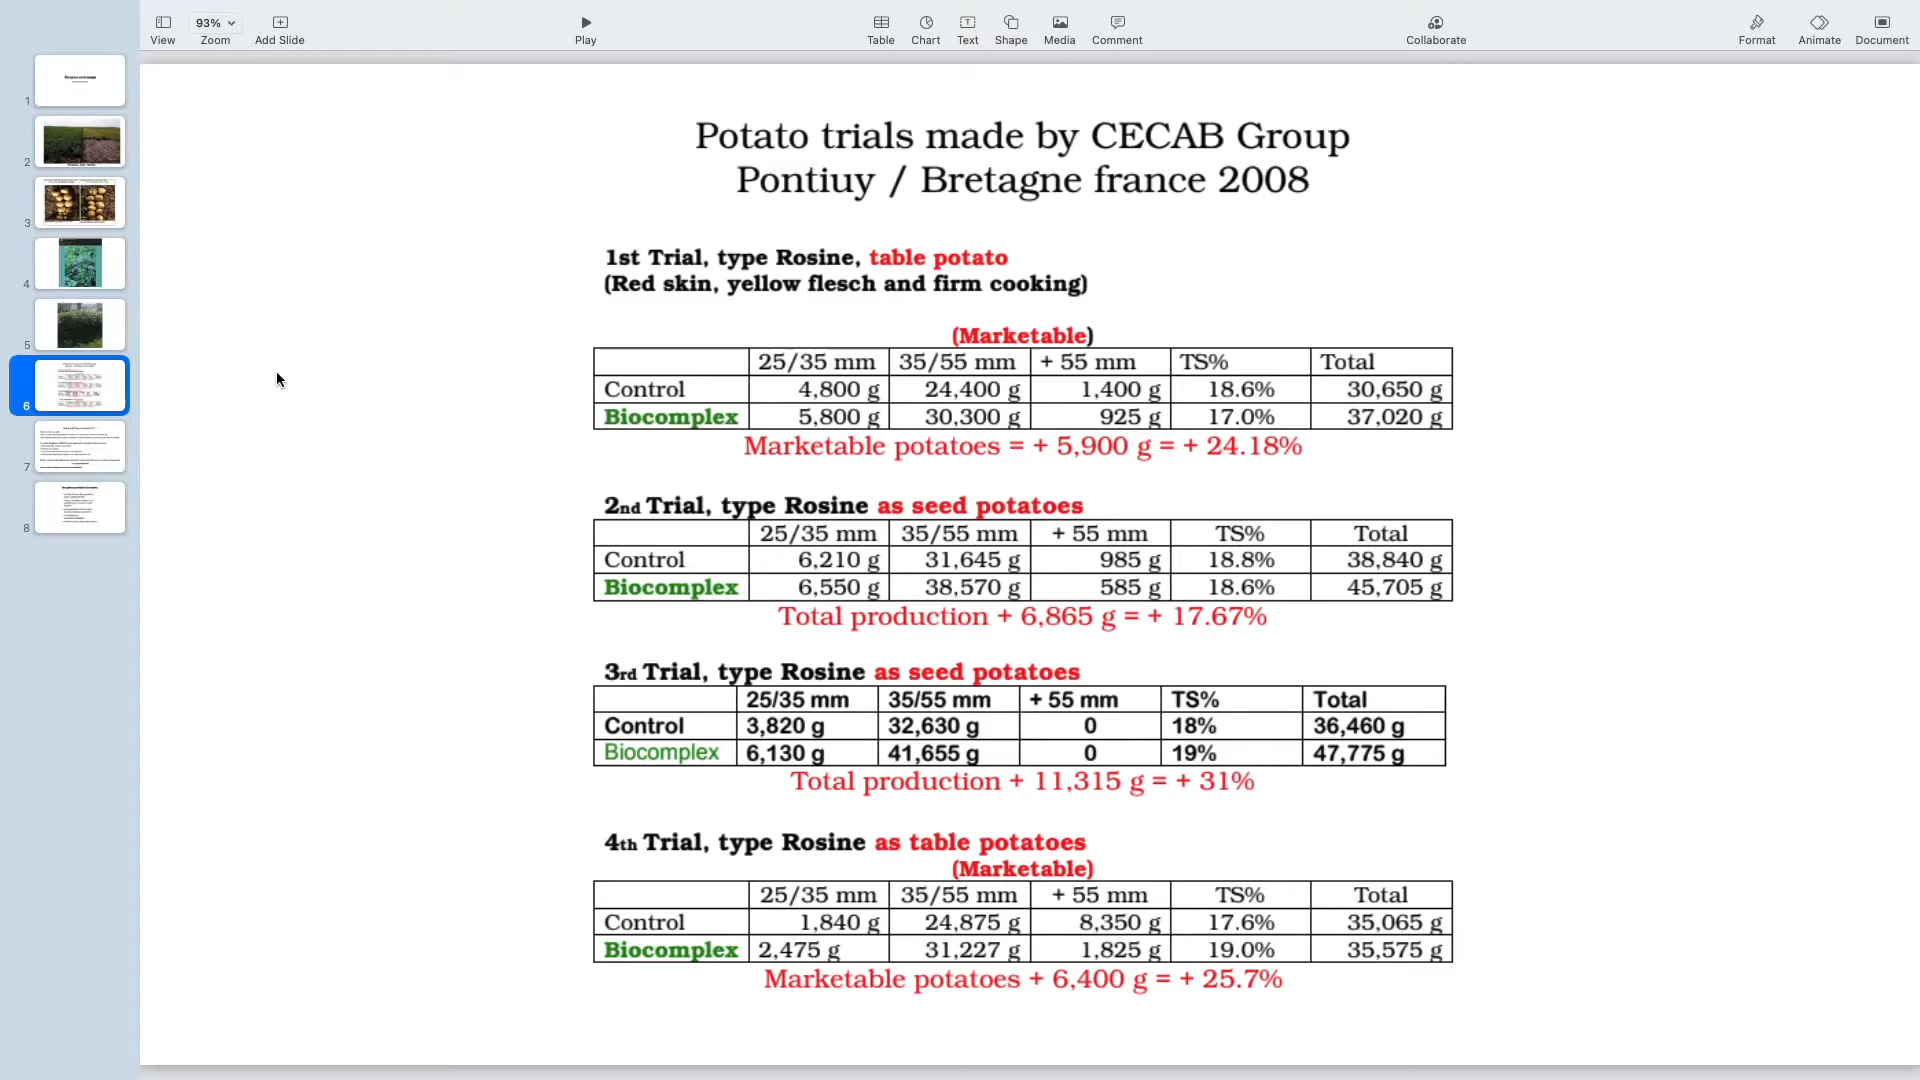 View
93%
Zoom
Add Slide
Play
Table
Chart
Text
Shape
Media
Comment
Collaborate
Format
Animate
Document
1
2
3
4
5
6
7
8
Potato trials made by CECAB Group
Pontiuy / Bretagne france 2008
1st Trial, type Rosine, table potato
(Red skin, yellow flesch and firm cooking)
(Marketable)
25/35 mm 35/55 mm + 55 mm TS% Total
Control 4,800 g 24,400 g 1,400 g 18.6% 30,650 g
Biocomplex 5,800 g 30,300 g 925 g 17.0% 37,020 g
Marketable potatoes = + 5,900 g = + 24.18%
2nd Trial, type Rosine as seed potatoes
25/35 mm 35/55 mm + 55 mm TS% Total
Control 6,210 g 31,645 g 985 g 18.8% 38,840 g
Biocomplex 6,550 g 38,570 g 585 g 18.6% 45,705 g
Total production + 6,865 g = + 17.67%
3rd Trial, type Rosine as seed potatoes
25/35 mm 35/55 mm + 55 mm TS% Total
Control 3,820 g 32,630 g 0 18% 36,460 g
Biocomplex 6,130 g 41,655 g 0 19% 47,775 g
Total production + 11,315 g = + 31%
4th Trial, type Rosine as table potatoes
(Marketable)
25/35 mm 35/55 mm + 55 mm TS% Total
Control 1,840 g 24,875 g 8,350 g 17.6% 35,065 g
Biocomplex 2,475 g 31,227 g 1,825 g 19.0% 35,575 g
Marketable potatoes + 6,400 g = + 25.7%